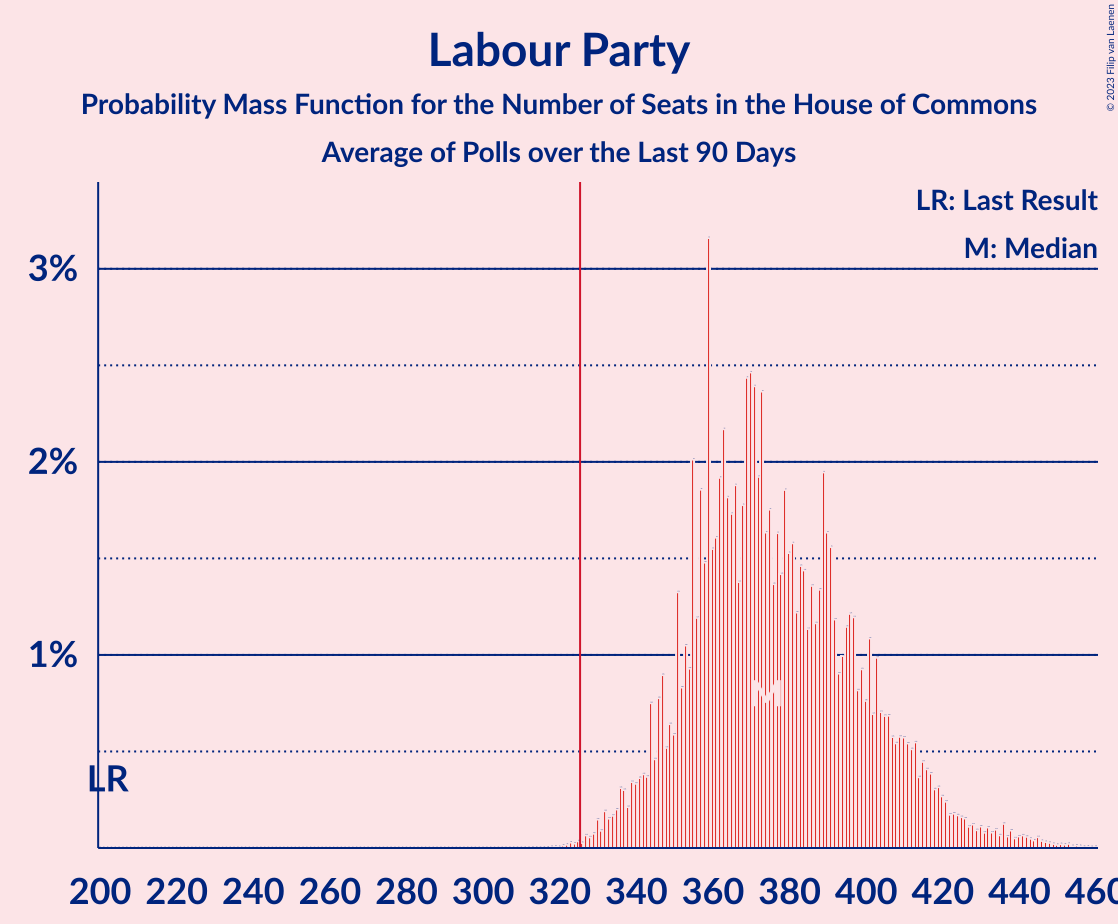 © 2023 Filip van Laenen
Labour Party
Probability Mass Function for the Number of Seats in the House of Commons
Average of Polls over the Last 90 Days
LR: Last Result
M: Median
3%
2%
1%
M
LR
200 220 240 260 280 300 320 340 360 380 400 420 440 460